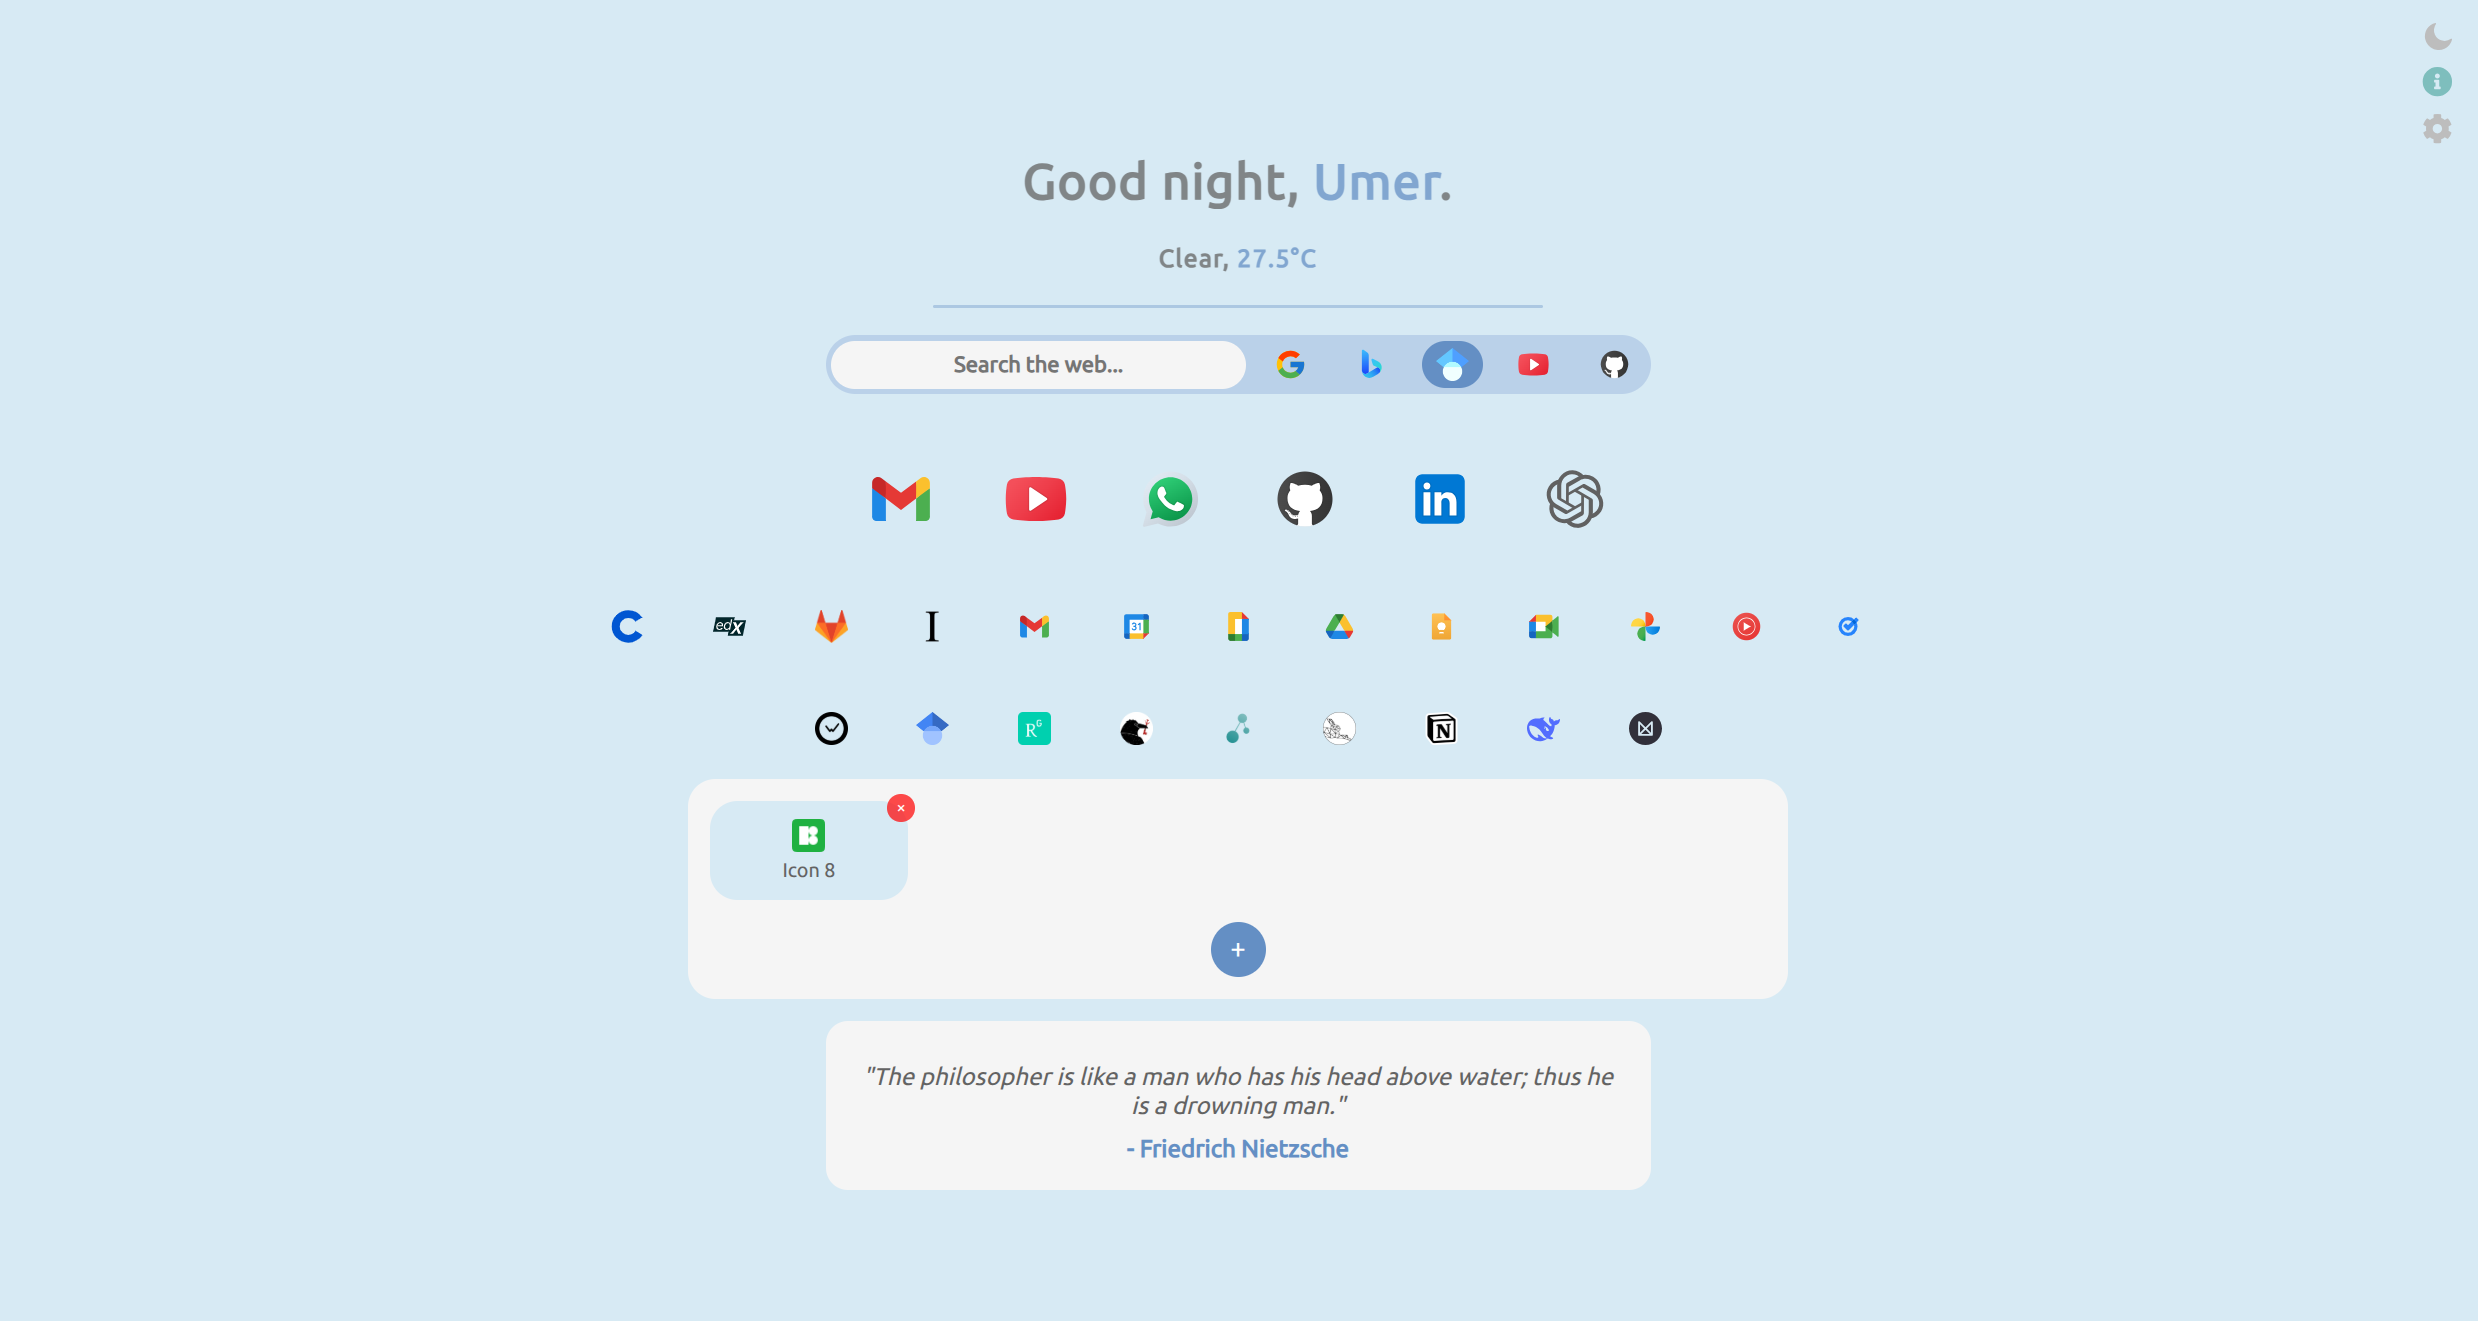 Good night, Umer.
Clear, 27.5°C
Search the web...
in
edX
I
31
RG
N
Icon 8
×
+
"The philosopher is like a man who has his head above water; thus he
is a drowning man."
- Friedrich Nietzsche